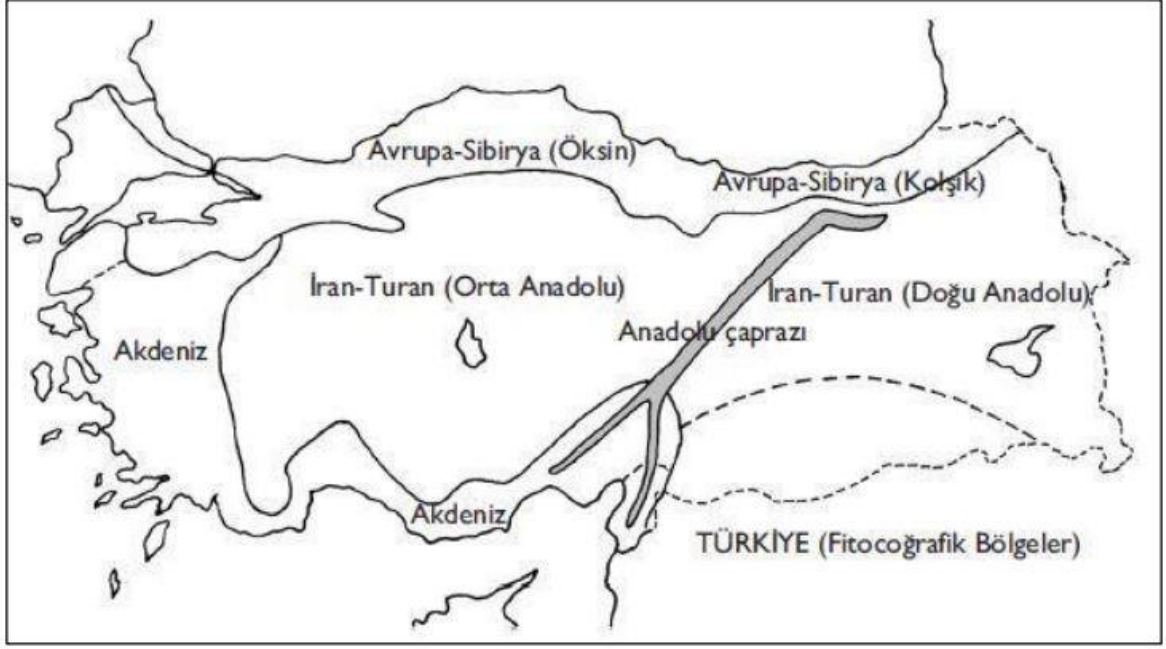 Avrupa-Sibirya (Öksin)
Avrupa-Sibirya (Kolşik)
İran-Turan (Orta Anadolu)
İran-Turan (Doğu Anadolu)
Anadolu çaprazı
Akdeniz
Akdeniz
TÜRKİYE (Fitocoğrafik Bölgeler)